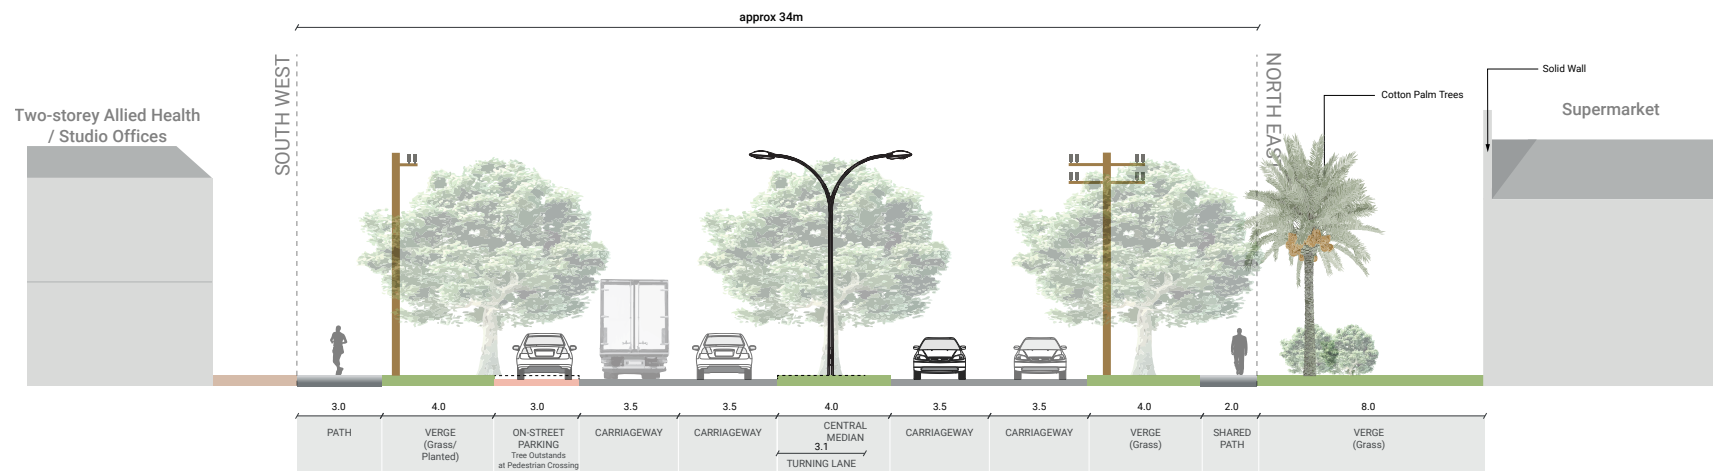 approx 34m
SOUTH WEST
NORTH EAST
Solid Wall
Cotton Palm Trees
Two-storey Allied Health
/ Studio Offices
Supermarket
3.0
4.0
3.0
3.5
3.5
4.0
3.5
3.5
4.0
2.0
8.0
PATH
VERGE
(Grass/
Planted)
ON-STREET
PARKING
Tree Outstands
at Pedestrian Crossing
CARRIAGEWAY
CARRIAGEWAY
CENTRAL
MEDIAN
3.1
TURNING LANE
CARRIAGEWAY
CARRIAGEWAY
VERGE
(Grass)
SHARED
PATH
VERGE
(Grass)